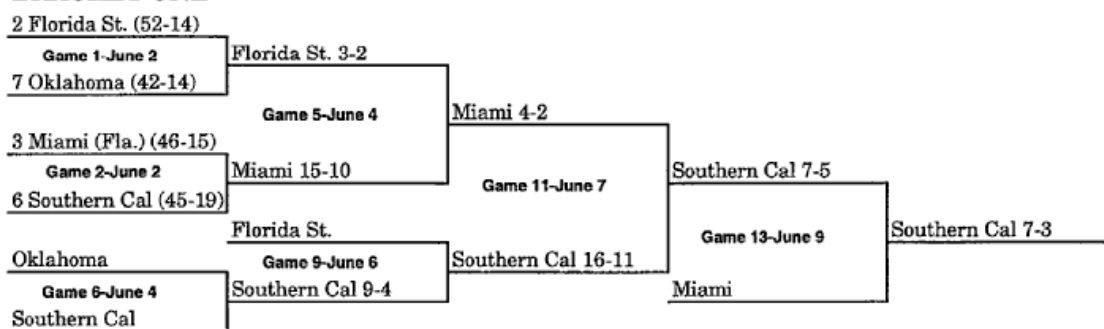 2 Florida St. (52-14)
Game 1-June 2
Florida St. 3-2
7 Oklahoma (42-14)
Game 5-June 4
Miami 4-2
3 Miami (Fla.) (46-15)
Game 2-June 2
Miami 15-10
Southern Cal 7-5
Game 11-June 7
6 Southern Cal (45-19)
Florida St.
Game 13-June 9
Southern Cal 7-3
Oklahoma
Game 9-June 6
Southern Cal 16-11
Game 6-June 4
Southern Cal 9-4
Miami
Southern Cal